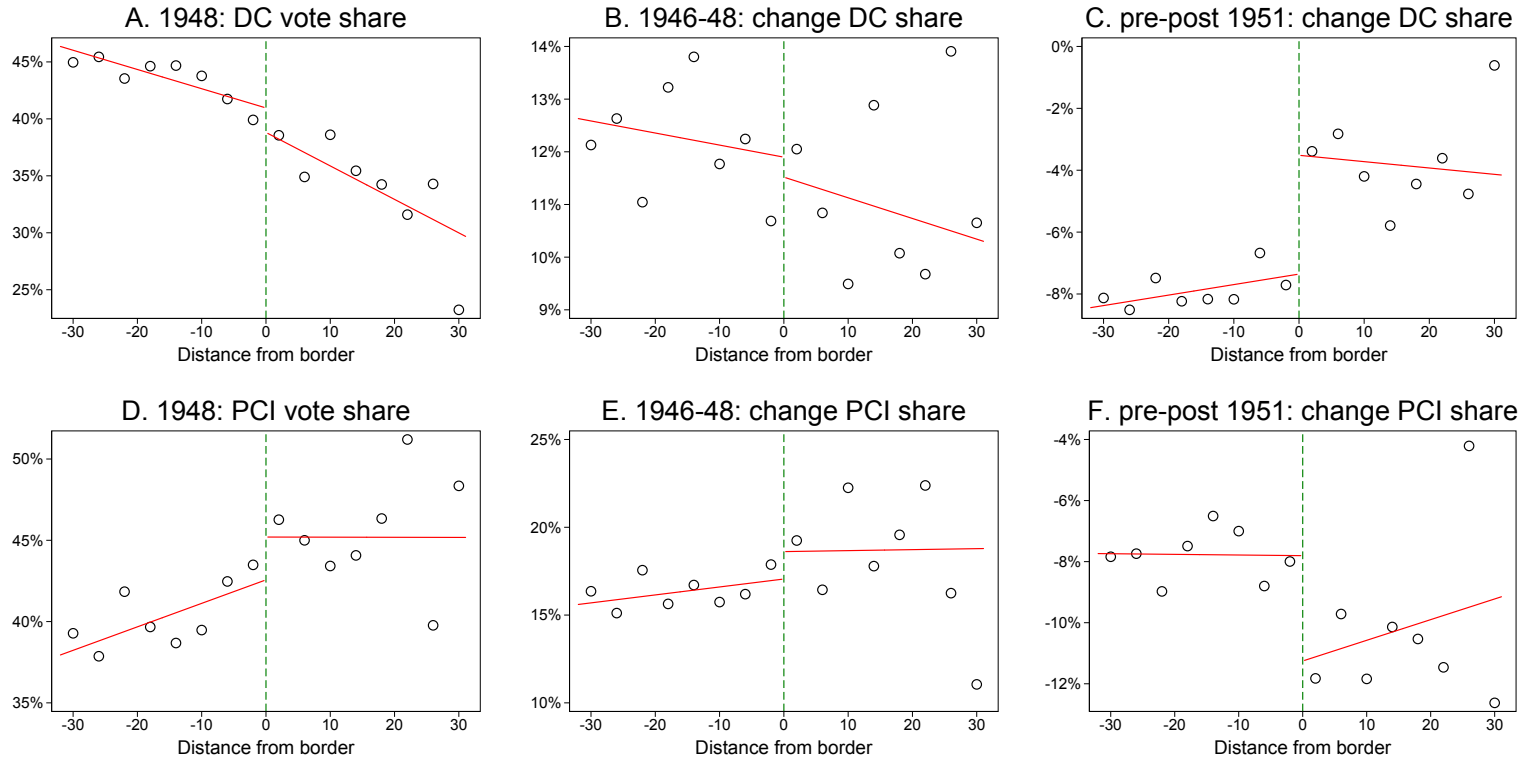 A. 1948: DC vote share
45%
40%
35%
30%
25%
-30 -20 -10 0 10 20 30
Distance from border
B. 1946-48: change DC share
14%
13%
12%
11%
10%
9%
-30 -20 -10 0 10 20 30
Distance from border
C. pre-post 1951: change DC share
0%
-2%
-4%
-6%
-8%
-30 -20 -10 0 10 20 30
Distance from border
D. 1948: PCI vote share
50%
45%
40%
35%
-30 -20 -10 0 10 20 30
Distance from border
E. 1946-48: change PCI share
25%
20%
15%
10%
-30 -20 -10 0 10 20 30
Distance from border
F. pre-post 1951: change PCI share
-4%
-6%
-8%
-10%
-12%
-30 -20 -10 0 10 20 30
Distance from border